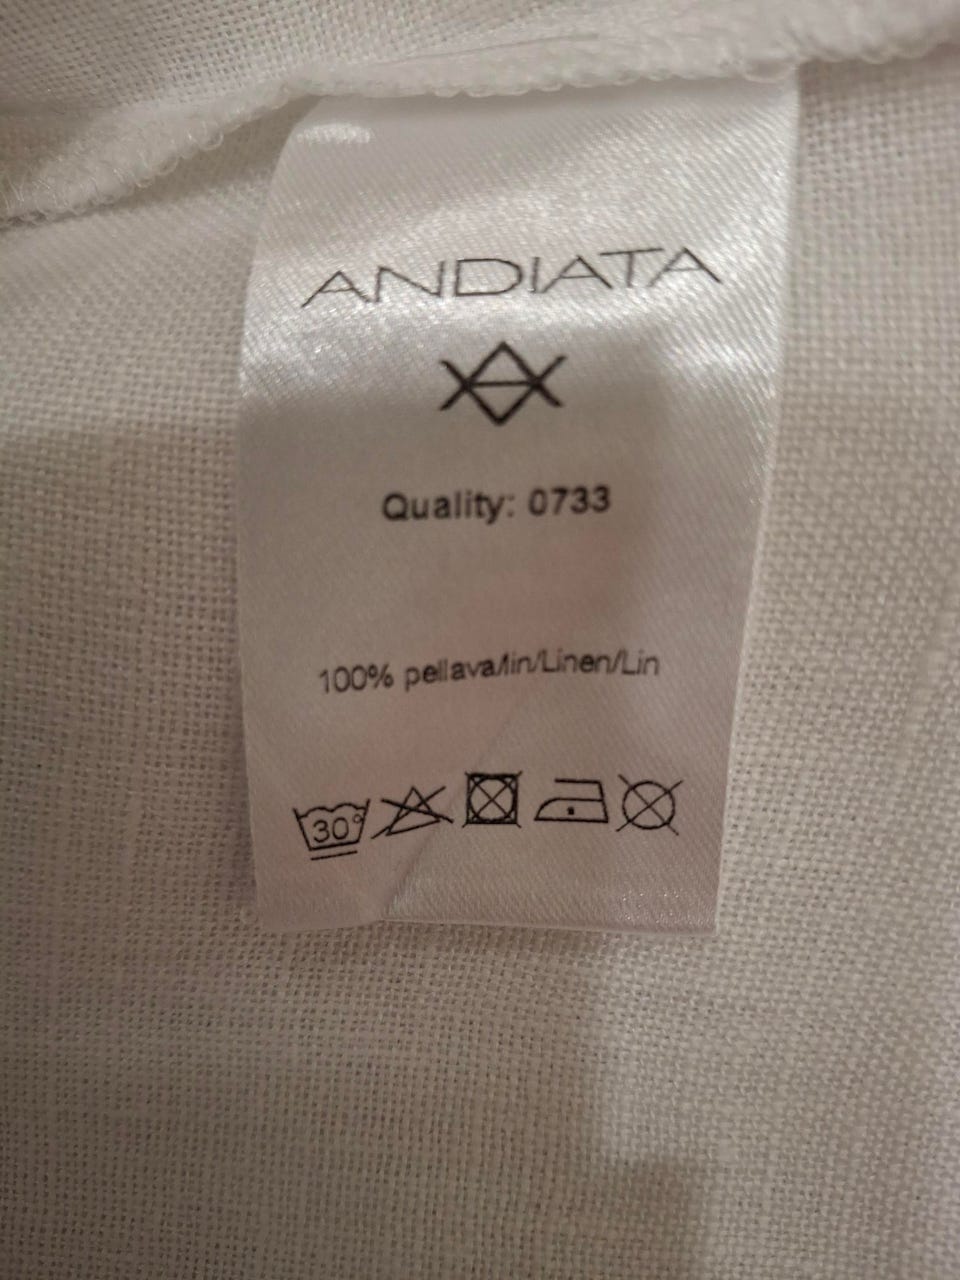 ANDIATA
Quality: 0733
100% pellava/lin/Linen/Lin
30°